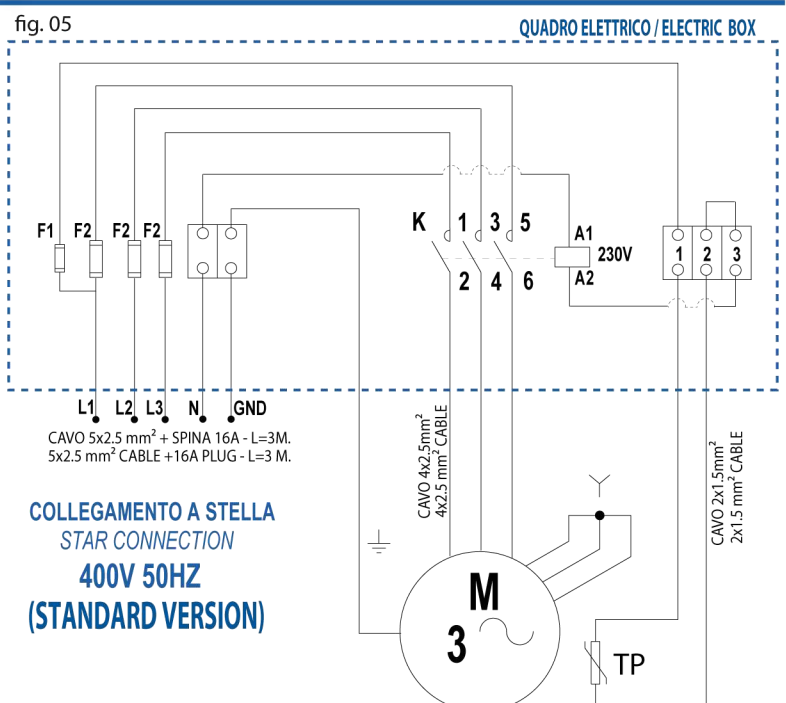 fig. 05
QUADRO ELETTRICO / ELECTRIC BOX
F1 F2 F2 F2
K 1 3 5
A1
230V
A2
2 4 6
1 2 3
L1 L2 L3 N GND
CAVO 5x2.5 mm² + SPINA 16A - L=3M.
5x2.5 mm² CABLE +16A PLUG - L=3 M.
CAVO 4x2,5mm²
4x2.5 mm² CABLE
CAVO 2x1.5mm²
2x1.5 mm² CABLE
COLLEGAMENTO A STELLA
STAR CONNECTION
400V 50HZ
(STANDARD VERSION)
M
3
TP